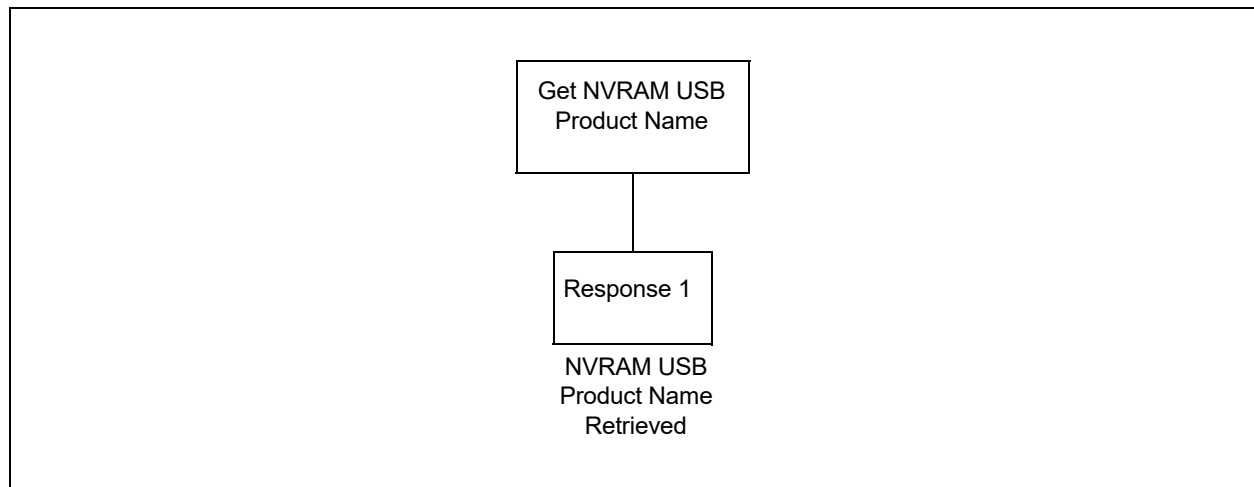 Get NVRAM USB
Product Name
Response 1
NVRAM USB
Product Name
Retrieved